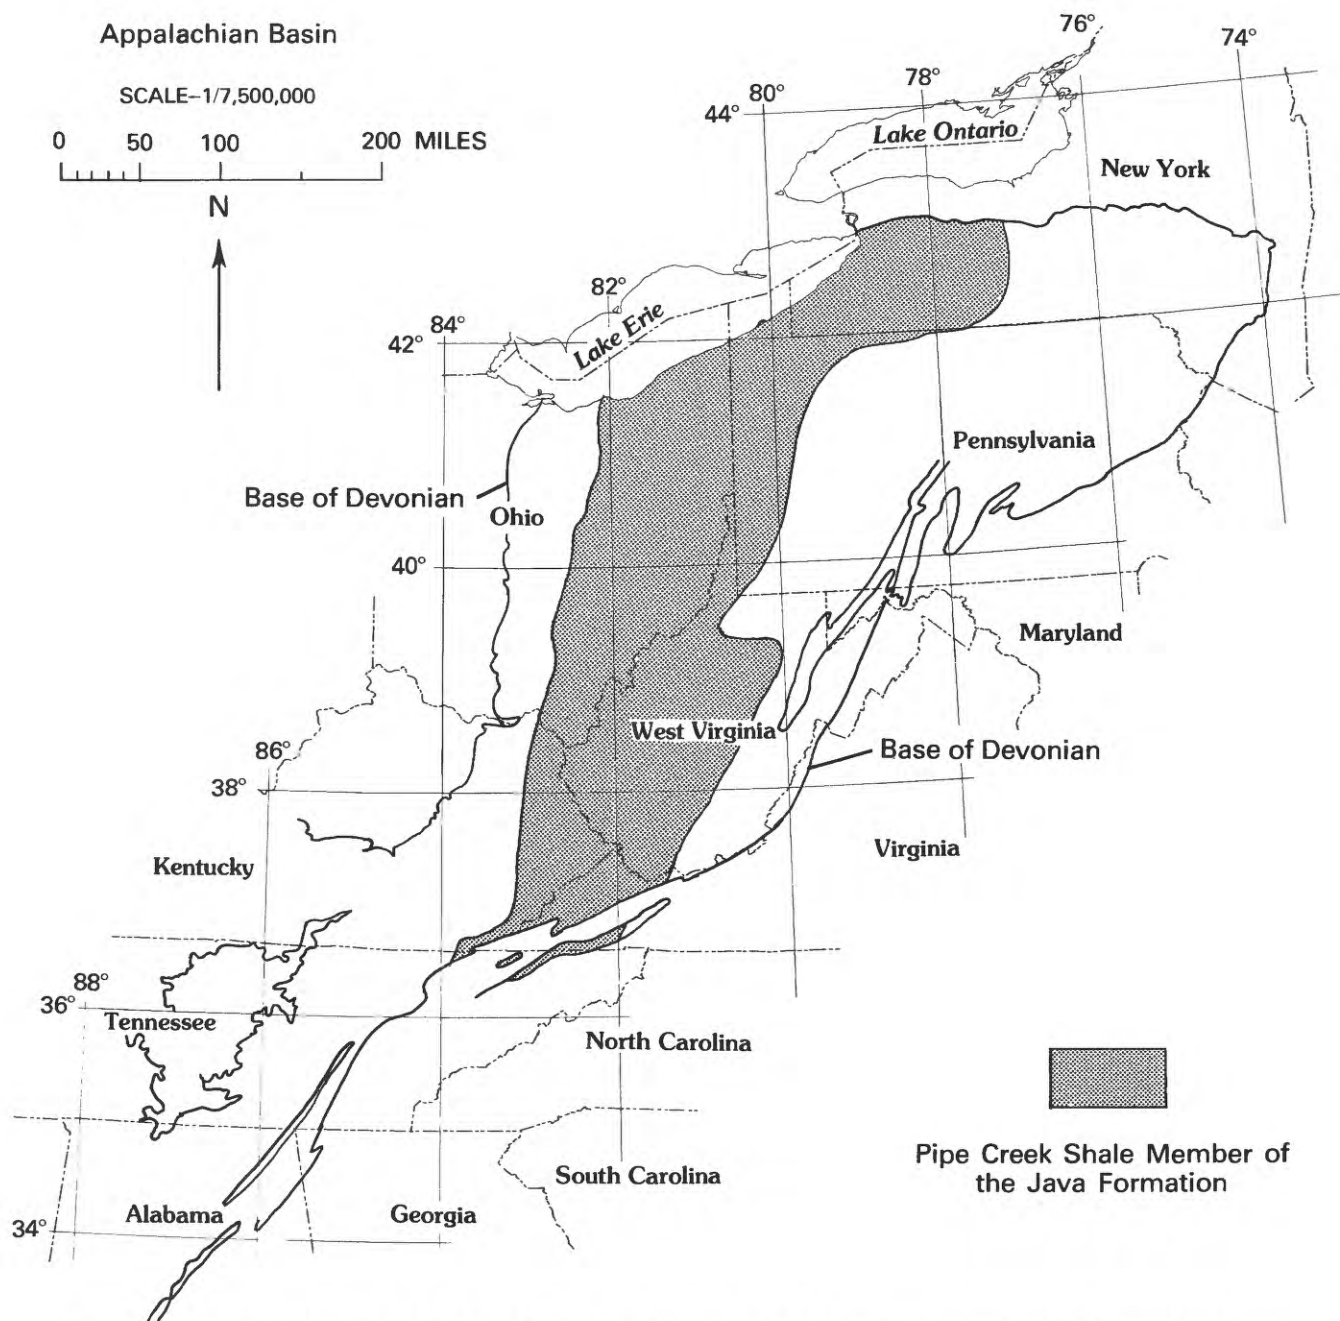 Appalachian Basin
SCALE–1/7,500,000
0 50 100 200 MILES
N
76°
74°
78°
80°
44°
Lake Ontario
New York
82°
84°
42°
Lake Erie
Pennsylvania
Base of Devonian
Ohio
40°
Maryland
West Virginia
Base of Devonian
86°
38°
Virginia
Kentucky
88°
36°
Tennessee
North Carolina
South Carolina
Alabama
Georgia
34°
Pipe Creek Shale Member of
the Java Formation